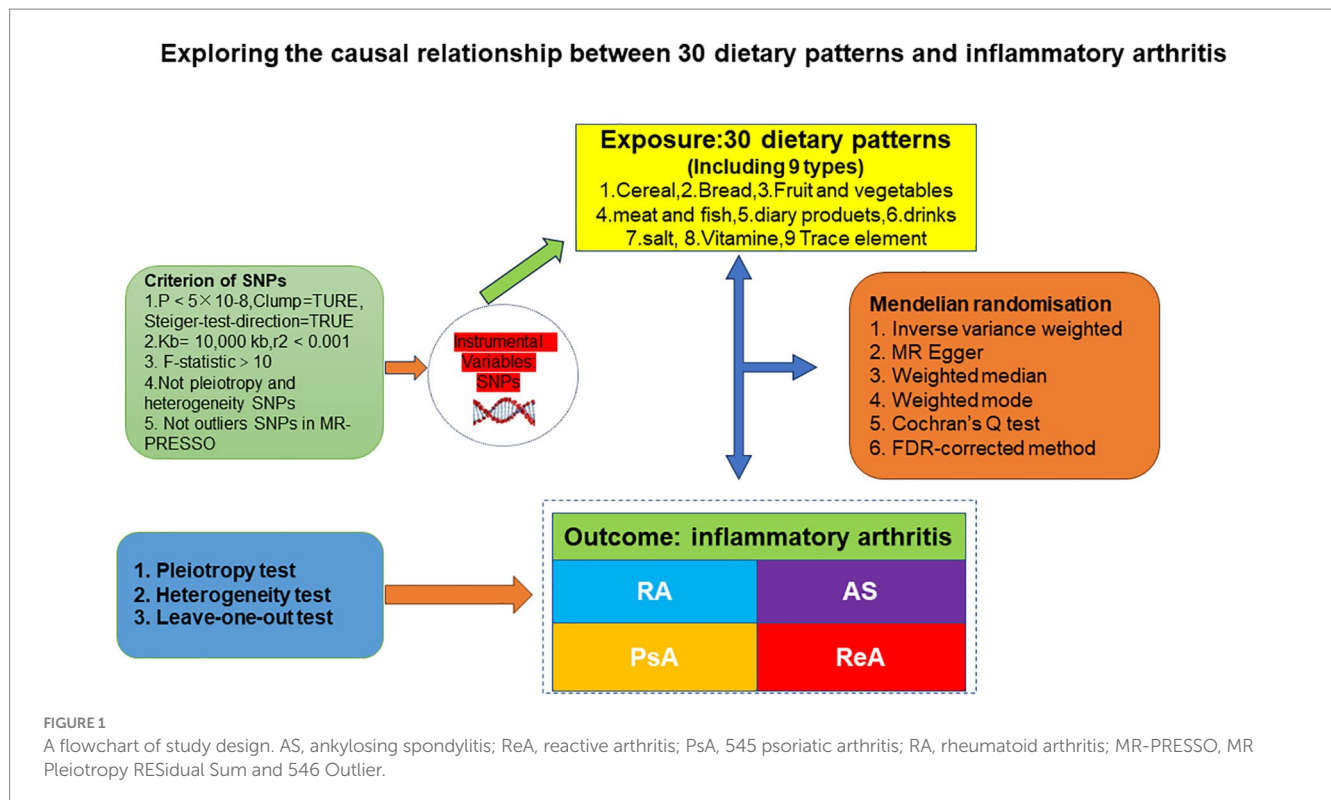 Exploring the causal relationship between 30 dietary patterns and inflammatory arthritis
Exposure:30 dietary patterns
(Including 9 types)
1.Cereal,2.Bread,3.Fruit and vegetables
4.meat and fish,5.diary produets,6.drinks
7.salt, 8.Vitamine,9 Trace element
Criterion of SNPs
1.P < 5×10-8,Clump=TURE,
Steiger-test-direction=TRUE
2.Kb= 10,000 kb,r2 < 0.001
3. F-statistic > 10
4.Not pleiotropy and
heterogeneity SNPs
5. Not outliers SNPs in MR-
PRESSO
Instrumental
Variables:
SNPs
Mendelian randomisation
1. Inverse variance weighted
2. MR Egger
3. Weighted median
4. Weighted mode
5. Cochran's Q test
6. FDR-corrected method
1. Pleiotropy test
2. Heterogeneity test
3. Leave-one-out test
Outcome: inflammatory arthritis
RA
AS
PsA
ReA
FIGURE 1
A flowchart of study design. AS, ankylosing spondylitis; ReA, reactive arthritis; PsA, 545 psoriatic arthritis; RA, rheumatoid arthritis; MR-PRESSO, MR
Pleiotropy RESidual Sum and 546 Outlier.